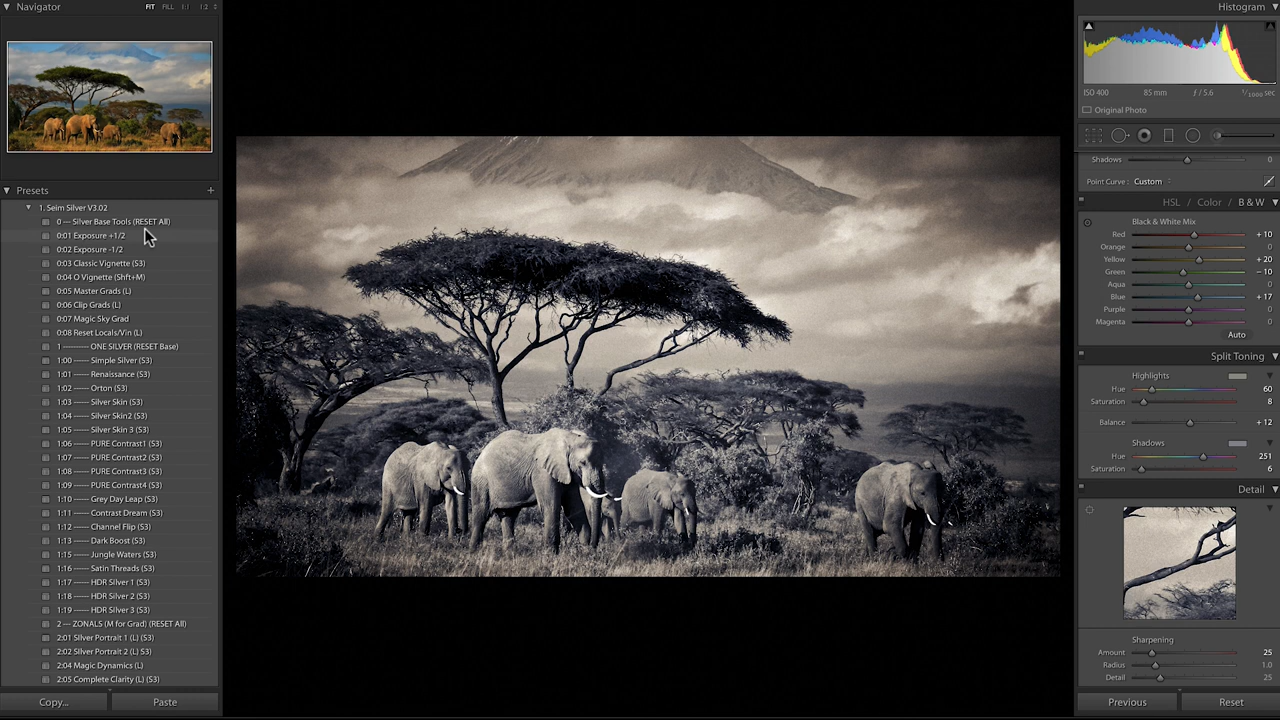 Navigator
FIT FILL 1:1 1:2
Presets +
1. Seim Silver V3.02
0 --- Silver Base Tools (RESET All)
0:01 Exposure +1/2
0:02 Exposure -1/2
0:03 Classic Vignette (S3)
0:04 O Vignette (Shft+M)
0:05 Master Grads (L)
0:06 Clip Grads (L)
0:07 Magic Sky Grad
0:08 Reset Locals/Vin (L)
1 ---------- ONE SILVER (RESET Base)
1:00 ------ Simple Silver (S3)
1:01 ------ Renaissance (S3)
1:02 ------ Orton (S3)
1:03 ------ Silver Skin (S3)
1:04 ------ Silver Skin2 (S3)
1:05 ------ Silver Skin 3 (S3)
1:06 ------ PURE Contrast1 (S3)
1:07 ------ PURE Contrast2 (S3)
1:08 ------ PURE Contrast3 (S3)
1:09 ------ PURE Contrast4 (S3)
1:10 ------ Grey Day Leap (S3)
1:11 ------ Contrast Dream (S3)
1:12 ------ Channel Flip (S3)
1:13 ------ Dark Boost (S3)
1:15 ------ Jungle Waters (S3)
1:16 ------ Satin Threads (S3)
1:17 ------ HDR Silver 1 (S3)
1:18 ------ HDR Silver 2 (S3)
1:19 ------ HDR Silver 3 (S3)
2 --- ZONALS (M for Grad) (RESET All)
2:01 Silver Portrait 1 (L) (S3)
2:02 Silver Portrait 2 (L) S3)
2:04 Magic Dynamics (L)
2:05 Complete Clarity (L) (S3)
Copy... Paste
Histogram
ISO 400 85 mm ƒ / 5.6 1/1000 sec
Original Photo
Shadows 0
Point Curve : Custom
HSL / Color / B & W
Black & White Mix
Red + 10
Orange 0
Yellow + 20
Green − 10
Aqua 0
Blue + 17
Purple 0
Magenta 0
Auto
Split Toning
Highlights
Hue 60
Saturation 8
Balance + 12
Shadows
Hue 251
Saturation 6
Detail
Sharpening
Amount 25
Radius 1.0
Detail 25
Previous Reset